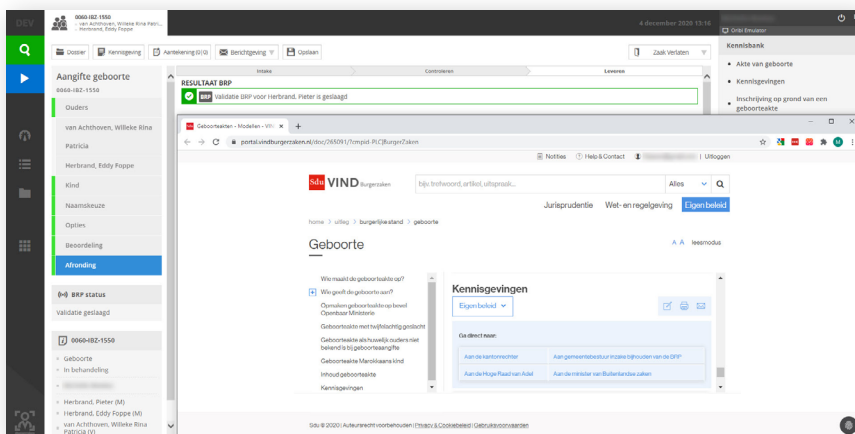 DEV
0060-IBZ-1550
- van Achthoven, Willeke Rina Patri...
- Herbrand, Eddy Foppe
4 december 2020 13:16
Orbi Emulator
Dossier
Kennisgeving
Aantekening (0|0)
Berichtgeving
Opslaan
Zaak Verlaten
Kennisbank
Akte van geboorte
Kennisgevingen
Inschrijving op grond van een
geboorteakte
Aangifte geboorte
0060-IBZ-1550
Ouders
van Achthoven, Willeke Rina
Patricia
Herbrand, Eddy Foppe
Kind
Naamskeuze
Opties
Beoordeling
Afronding
BRP status
Validatie geslaagd
0060-IBZ-1550
Geboorte
In behandeling
Herbrand, Pieter (M)
Herbrand, Eddy Foppe (M)
van Achthoven, Willeke Rina
Patricia (V)
Intake
Controleren
Leveren
RESULTAAT BRP
BRP Validatie BRP voor Herbrand, Pieter is geslaagd
Geboorteakten - Modellen - VIN
portal.vindburgerzaken.nl/doc/285091/?rmpid-PLC|BurgerZaken
M
Notities
Help & Contact
Uitloggen
Sdu VIND Burgerzaken
bijv. trefwoord, artikel, uitspraak...
Alles
Jurisprudentie
Wet- en regelgeving
Eigen beleid
home > uitleg > burgerlijke stand > geboorte
Geboorte
A A leesmodus
Wie maakt de geboorteakte op?
Wie geeft de geboorte aan?
Opmaken geboorteakte op bevel
Openbaar Ministerie
Geboorteakte met twijfelachtig geslacht
Geboorteakte als huwelijk ouders niet
bekend is bij geboorteaangifte
Geboorteakte Marokkaans kind
Inhoud geboorteakte
Kennisgevingen
Kennisgevingen
Eigen beleid
Ga direct naar:
Aan de kantonrechter
Aan gemeentebestuur inzake bijhouden van de BRP
Aan de Hoge Raad van Adel
Aan de minister van Buitenlandse zaken
Sdu © 2020 | Auteursrecht voorbehouden | Privacy & Cookiebeleid | Gebruiksvoorwaarden